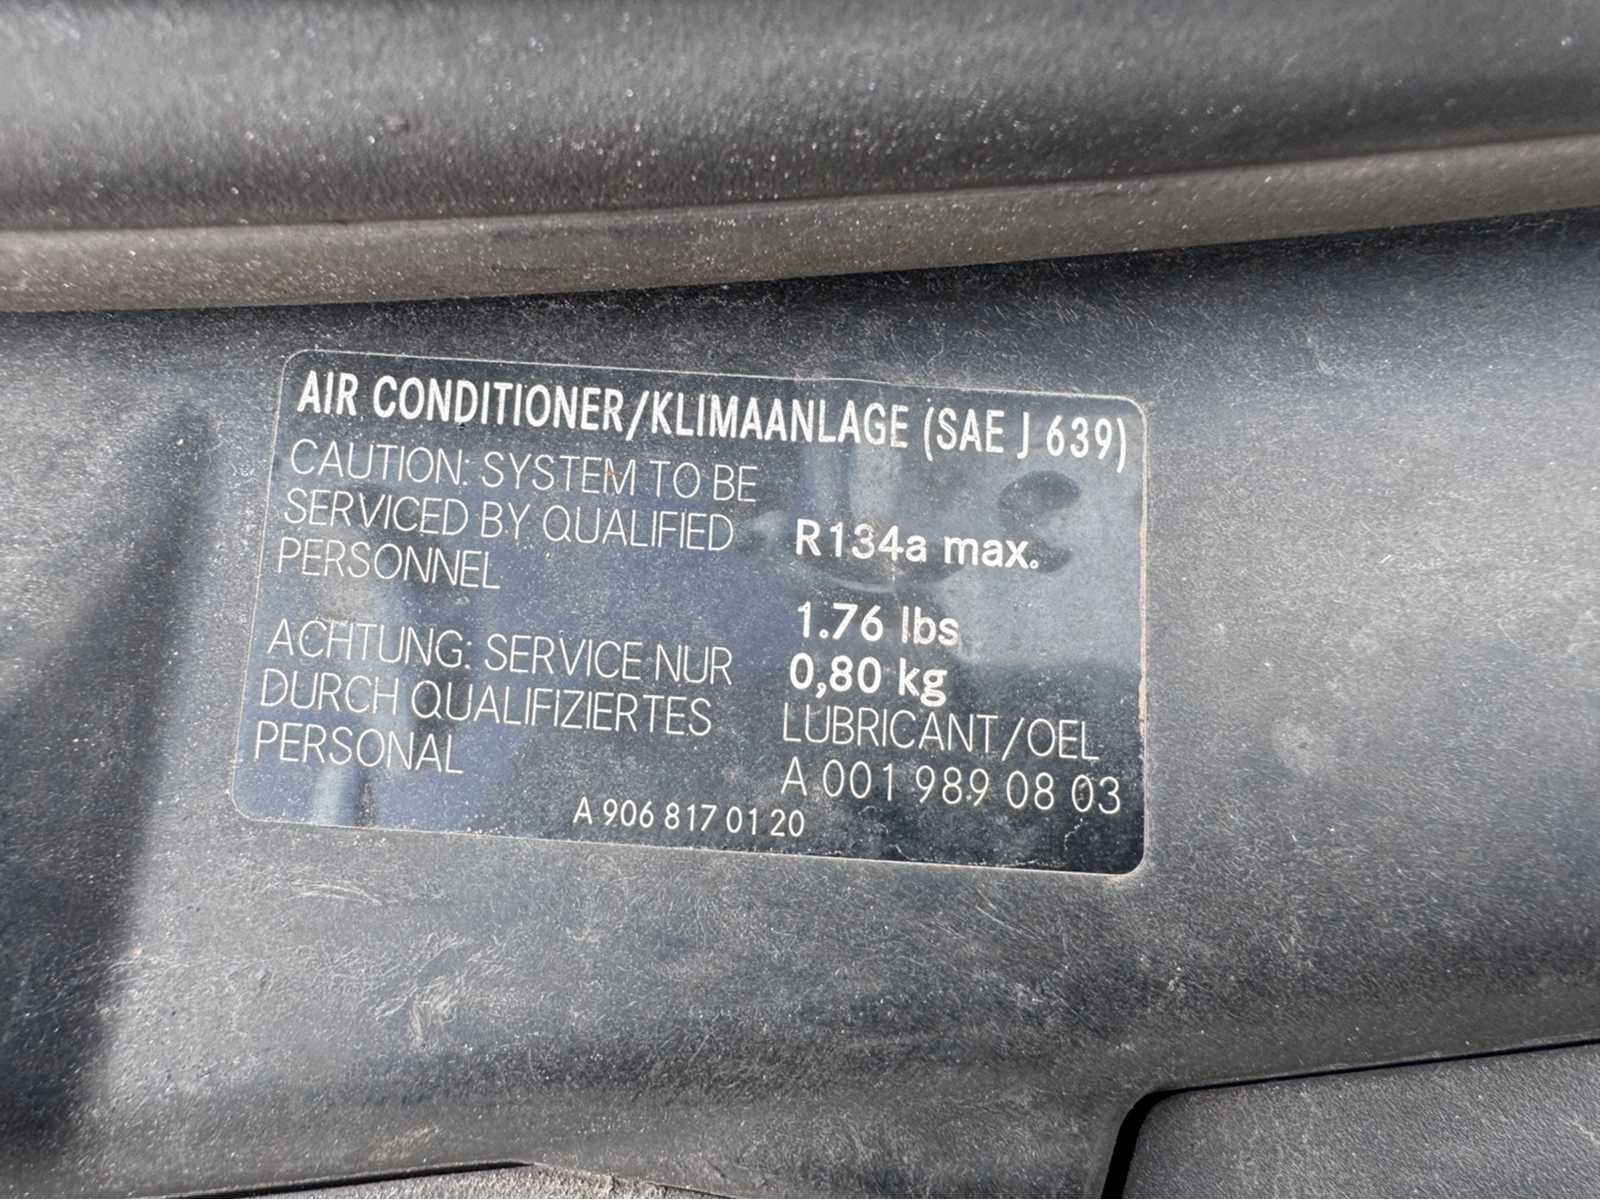 AIR CONDITIONER/KLIMAANLAGE (SAE J 639)
CAUTION: SYSTEM TO BE
SERVICED BY QUALIFIED
PERSONNEL
ACHTUNG: SERVICE NUR
DURCH QUALIFIZIERTES
PERSONAL
R134a max.
1.76 lbs
0,80 kg
LUBRICANT/OEL
A 001 989 08 03
A 906 817 01 20